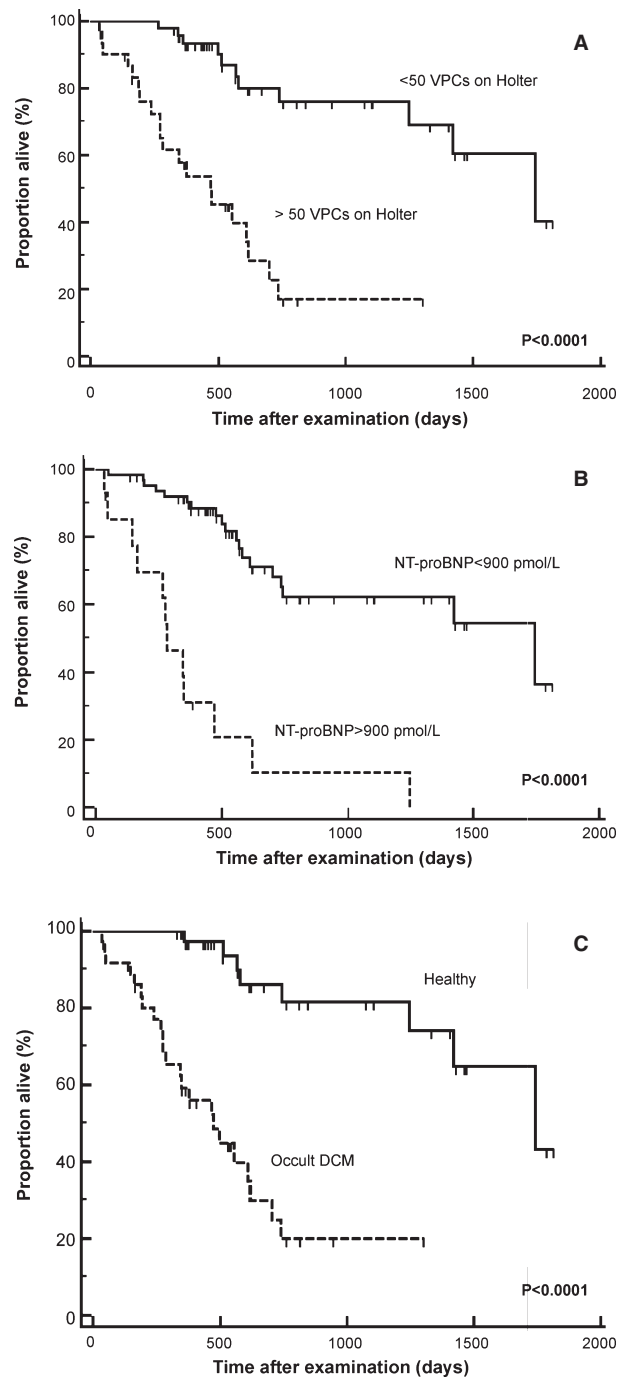 A
100
80
60
40
20
0
Proportion alive (%)
<50 VPCs on Holter
> 50 VPCs on Holter
P<0.0001
0 500 1000 1500 2000
Time after examination (days)
B
100
80
60
40
20
0
Proportion alive (%)
NT-proBNP<900 pmol/L
NT-proBNP>900 pmol/L
P<0.0001
0 500 1000 1500 2000
Time after examination (days)
C
100
80
60
40
20
0
Proportion alive (%)
Healthy
Occult DCM
P<0.0001
0 500 1000 1500 2000
Time after examination (days)